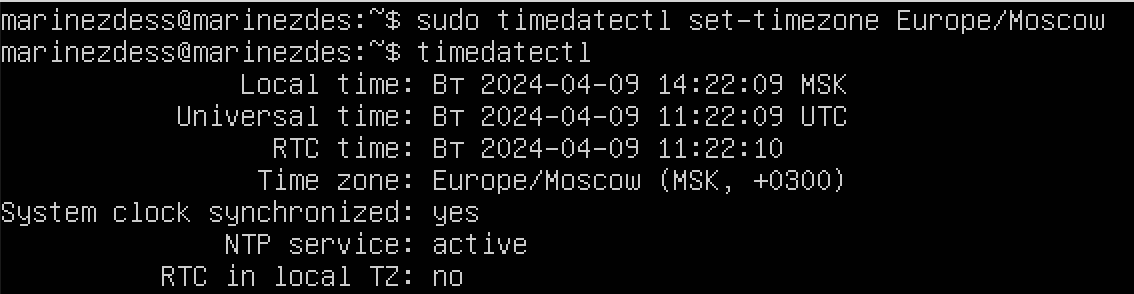 marinezdess@marinezdes:~$ sudo timedatectl set-timezone Europe/Moscow
marinezdess@marinezdes:~$ timedatectl
Local time: Вт 2024-04-09 14:22:09 MSK
Universal time: Вт 2024-04-09 11:22:09 UTC
RTC time: Вт 2024-04-09 11:22:10
Time zone: Europe/Moscow (MSK, +0300)
System clock synchronized: yes
NTP service: active
RTC in local TZ: no